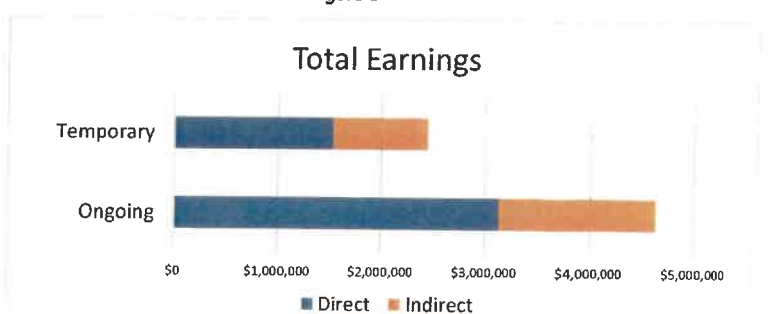 Total Earnings
Temporary
Ongoing
$0 $1,000,000 $2,000,000 $3,000,000 $4,000,000 $5,000,000
Direct Indirect